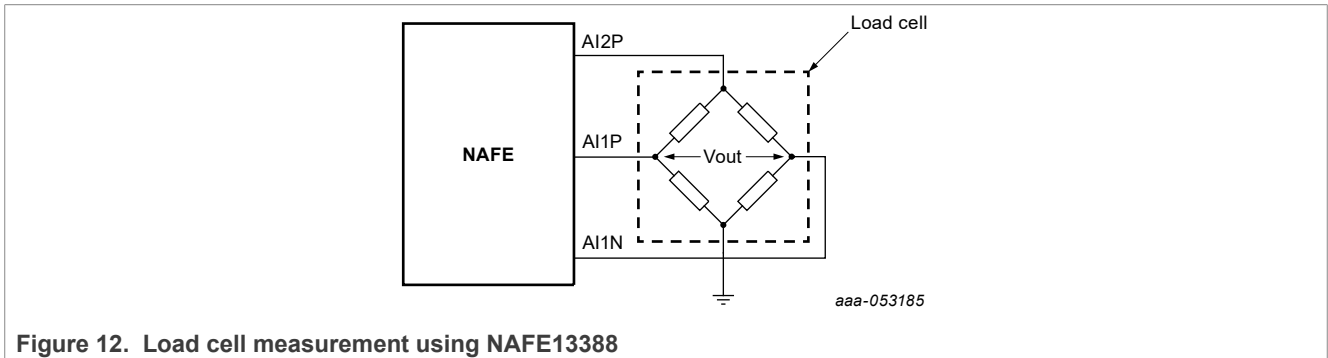 Load cell
AI2P
NAFE
AI1P
Vout
AI1N
aaa-053185
Figure 12. Load cell measurement using NAFE13388